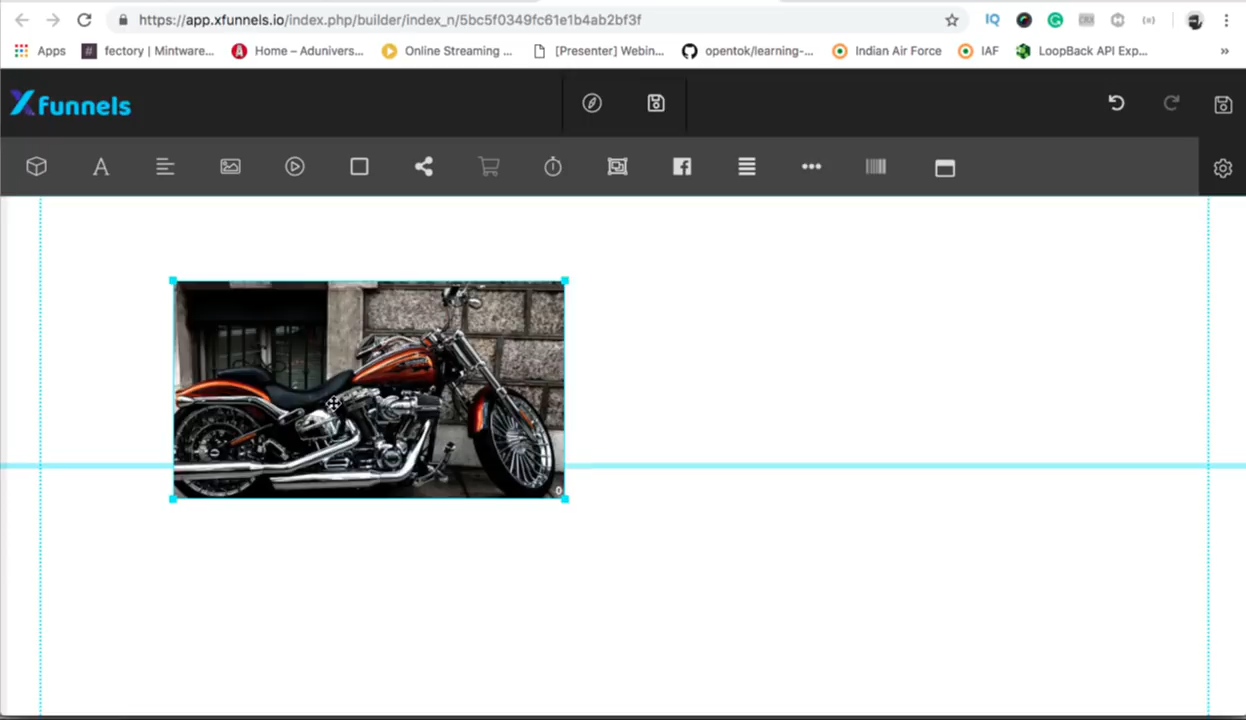 https://app.xfunnels.io/index.php/builder/index_n/5bc5f0349fc61e1b4ab2bf3f
IQ
Apps
# fectory | Mintware...
Home – Adunivers...
Online Streaming ...
[Presenter] Webin...
opentok/learning-...
Indian Air Force
IAF
LoopBack API Exp...
»
Xfunnels
0